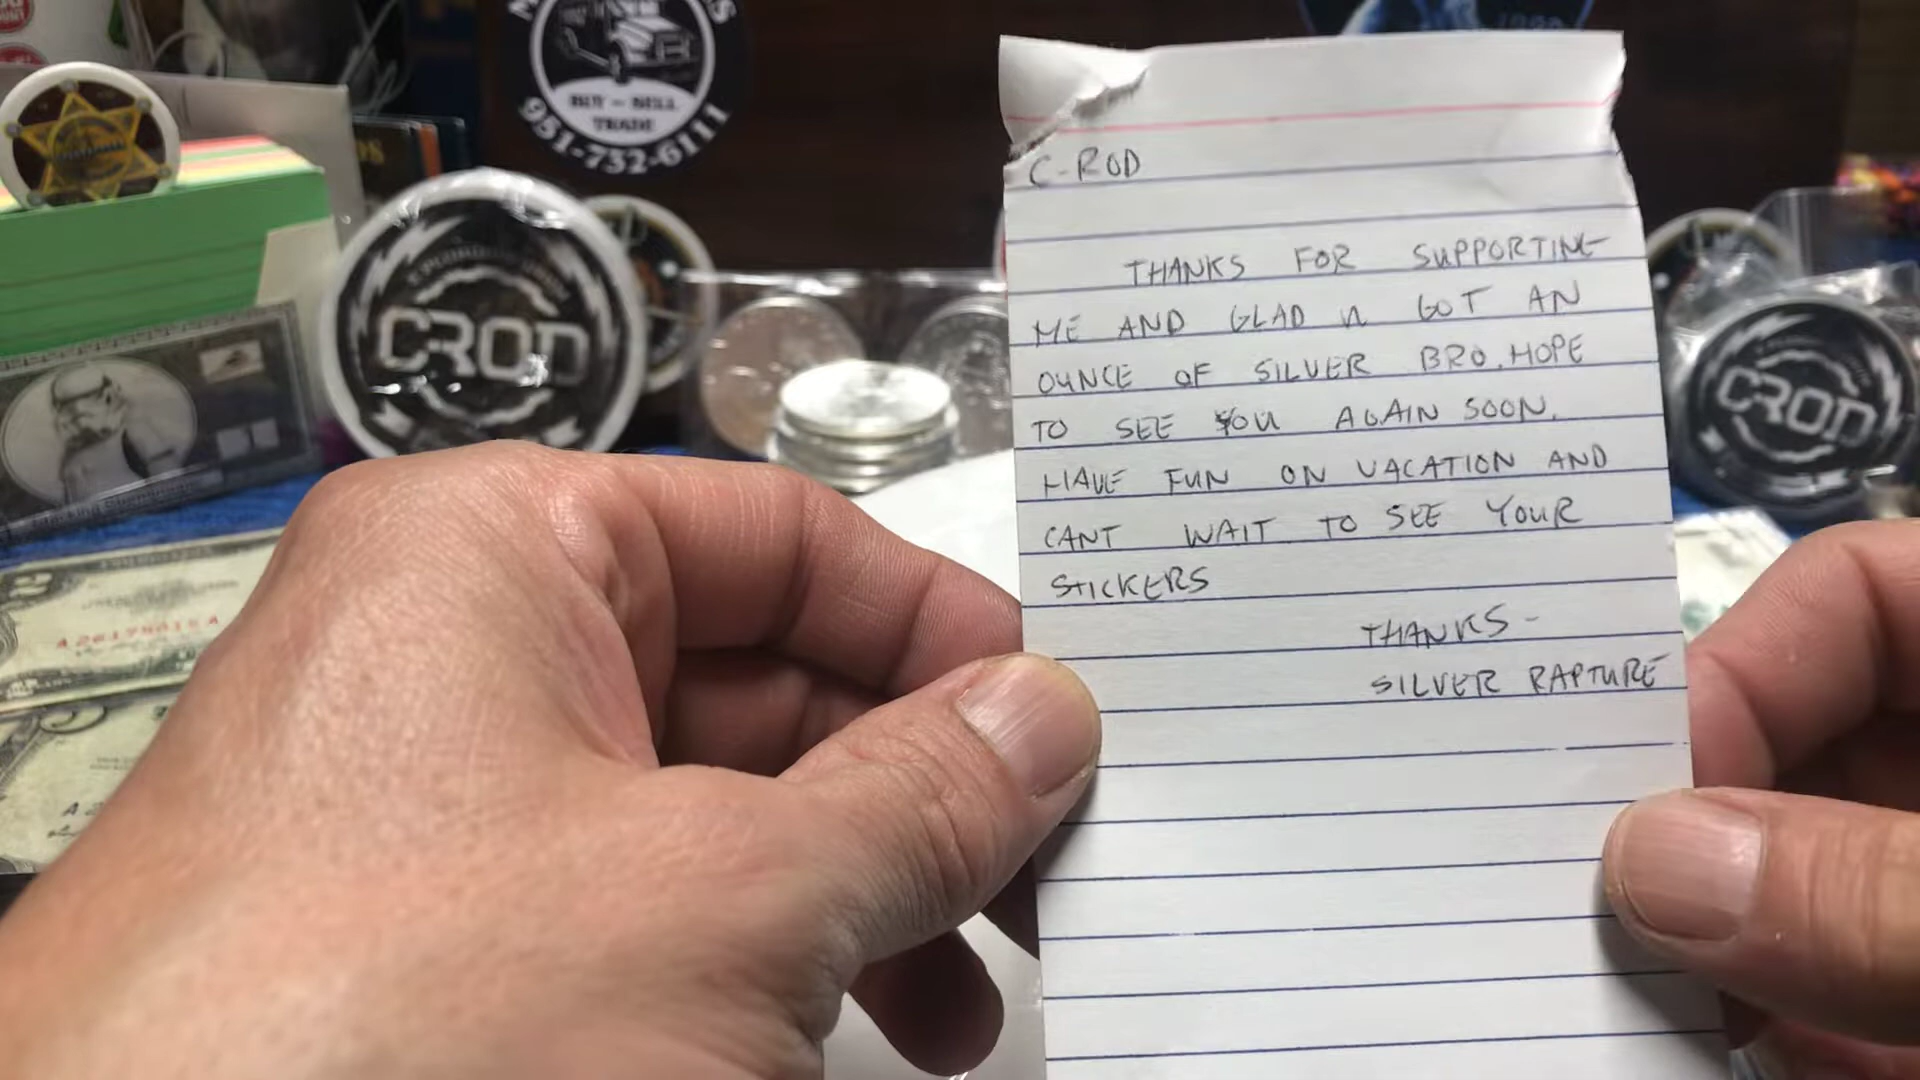 BUY — SELL
TRADE
951-732-6111
CROD
CROD
C-ROD
THANKS FOR SUPPORTING
ME AND GLAD U GOT AN
OUNCE OF SILVER BRO. HOPE
TO SEE YOU AGAIN SOON.
HAVE FUN ON VACATION AND
CANT WAIT TO SEE YOUR
STICKERS
THANKS -
SILVER RAPTURE